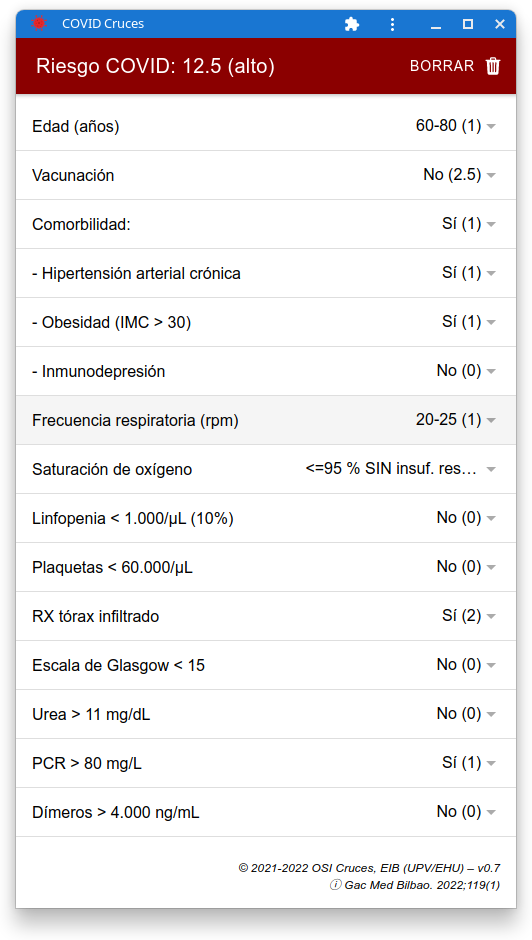 COVID Cruces
Riesgo COVID: 12.5 (alto) BORRAR
Edad (años) 60-80 (1)
Vacunación No (2.5)
Comorbilidad: Sí (1)
- Hipertensión arterial crónica Sí (1)
- Obesidad (IMC > 30) Sí (1)
- Inmunodepresión No (0)
Frecuencia respiratoria (rpm) 20-25 (1)
Saturación de oxígeno <=95 % SIN insuf. res…
Linfopenia < 1.000/μL (10%) No (0)
Plaquetas < 60.000/μL No (0)
RX tórax infiltrado Sí (2)
Escala de Glasgow < 15 No (0)
Urea > 11 mg/dL No (0)
PCR > 80 mg/L Sí (1)
Dímeros > 4.000 ng/mL No (0)
© 2021-2022 OSI Cruces, EIB (UPV/EHU) – v0.7
ⓘ Gac Med Bilbao. 2022;119(1)